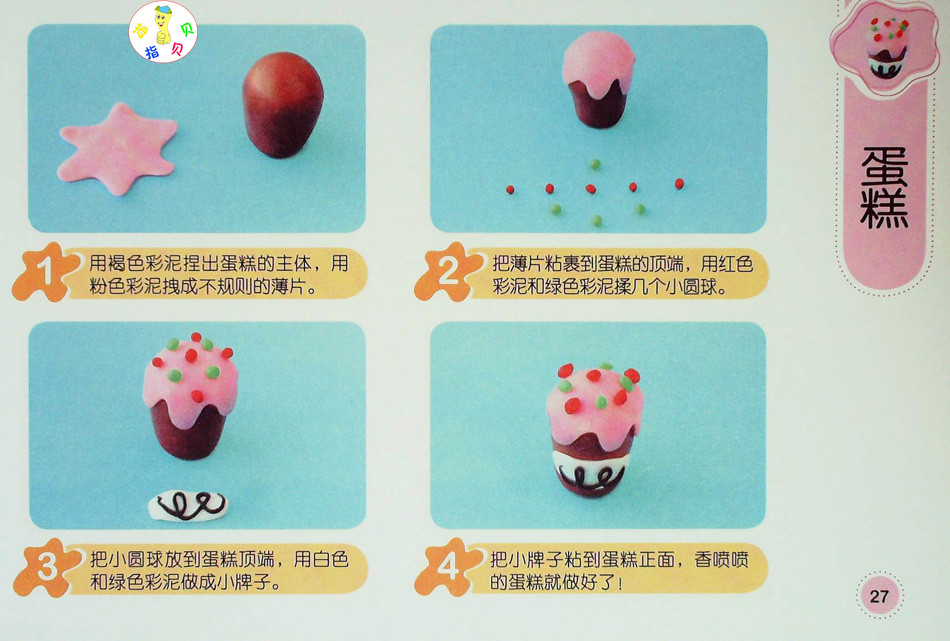 指贝贝
蛋糕
1
用褐色彩泥捏出蛋糕的主体，用
粉色彩泥拽成不规则的薄片。
2
把薄片粘裹到蛋糕的顶端，用红色
彩泥和绿色彩泥揉几个小圆球。
3
把小圆球放到蛋糕顶端，用白色
和绿色彩泥做成小牌子。
4
把小牌子粘到蛋糕正面，香喷喷
的蛋糕就做好了！
27